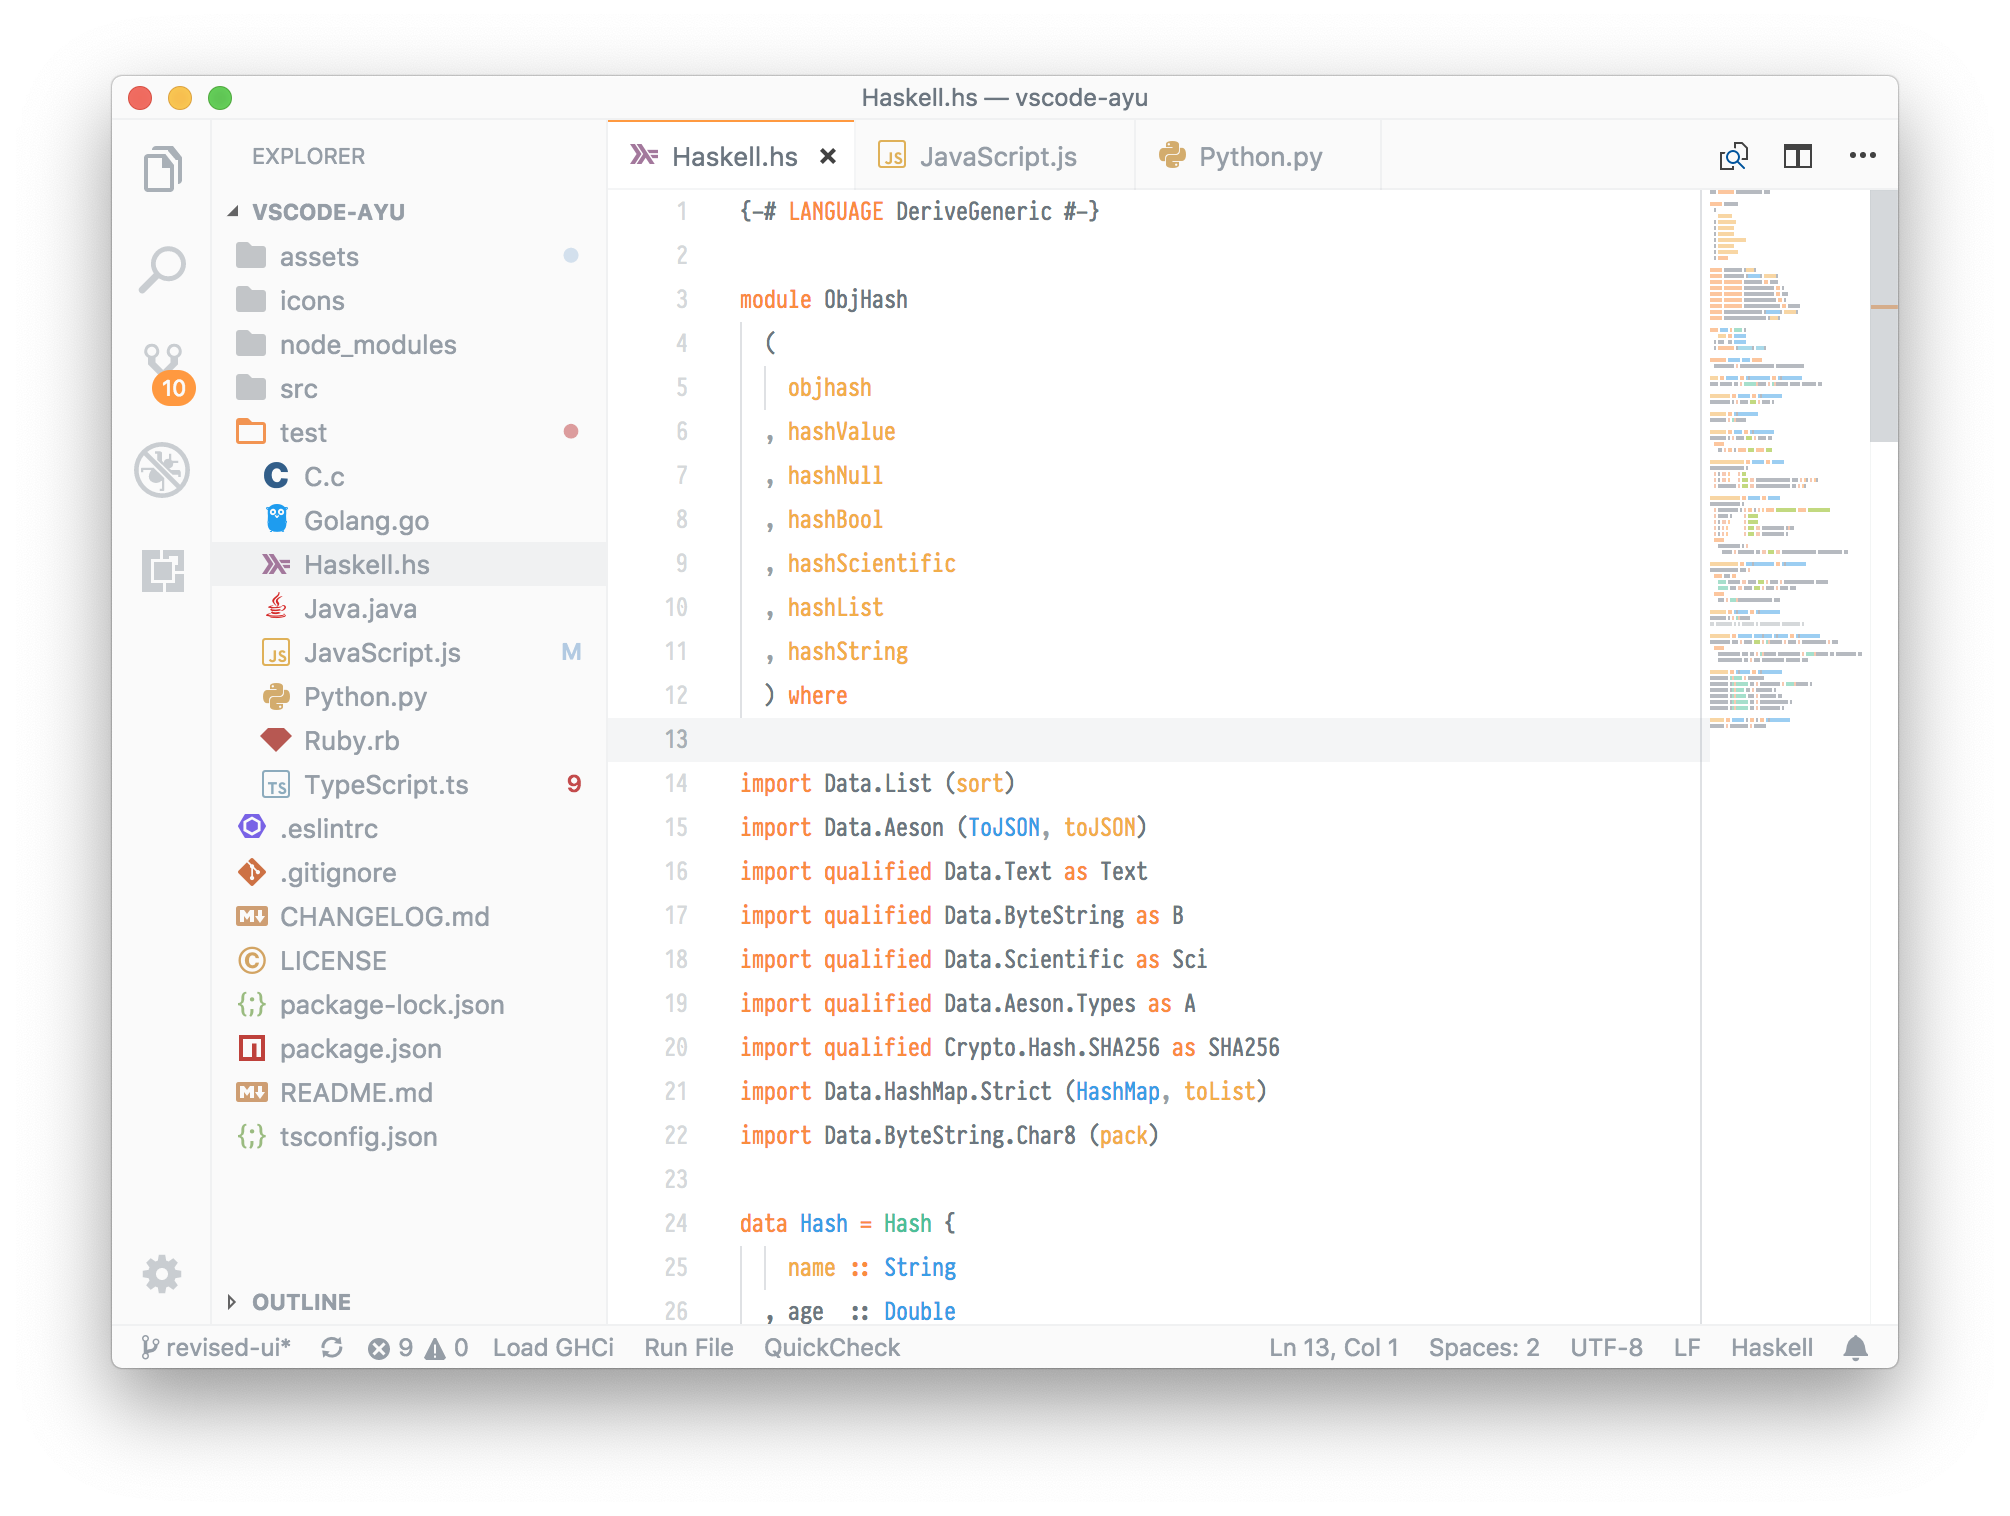 Haskell.hs — vscode-ayu
EXPLORER
VSCODE-AYU
assets
icons
node_modules
src
test
C.c
Golang.go
Haskell.hs
Java.java
JavaScript.js M
Python.py
Ruby.rb
TypeScript.ts 9
.eslintrc
.gitignore
CHANGELOG.md
LICENSE
package-lock.json
package.json
README.md
tsconfig.json
OUTLINE
10
Haskell.hs JavaScript.js Python.py
1 {-# LANGUAGE DeriveGeneric #-}
2
3 module ObjHash
4 (
5 objhash
6 , hashValue
7 , hashNull
8 , hashBool
9 , hashScientific
10 , hashList
11 , hashString
12 ) where
13
14 import Data.List (sort)
15 import Data.Aeson (ToJSON, toJSON)
16 import qualified Data.Text as Text
17 import qualified Data.ByteString as B
18 import qualified Data.Scientific as Sci
19 import qualified Data.Aeson.Types as A
20 import qualified Crypto.Hash.SHA256 as SHA256
21 import Data.HashMap.Strict (HashMap, toList)
22 import Data.ByteString.Char8 (pack)
23
24 data Hash = Hash {
25 name :: String
26 , age :: Double
revised-ui* 9 0 Load GHCi Run File QuickCheck Ln 13, Col 1 Spaces: 2 UTF-8 LF Haskell